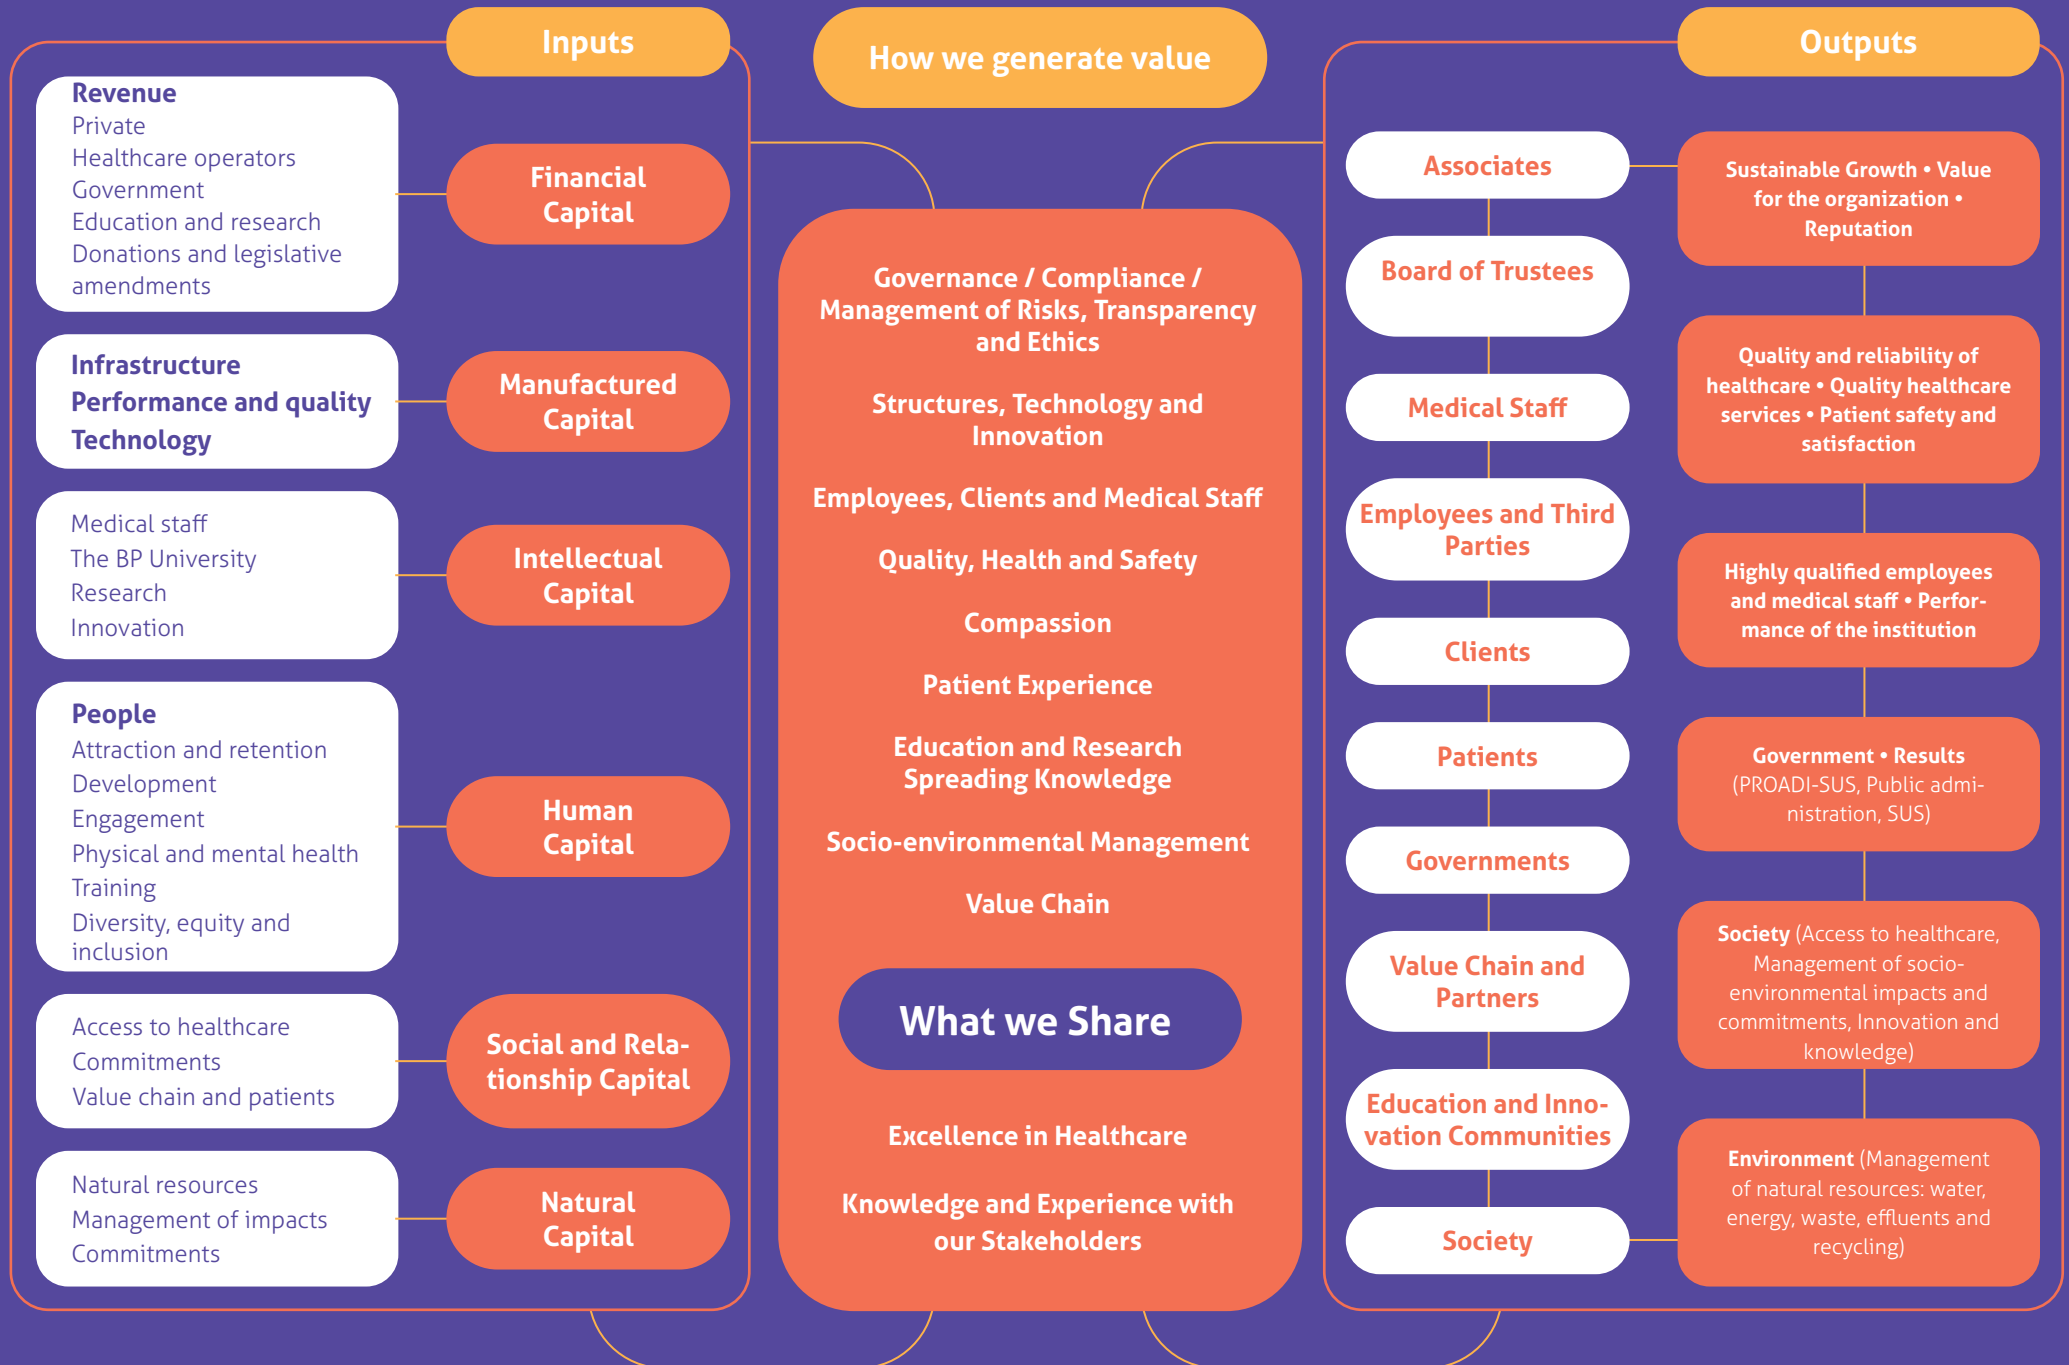 Inputs
Revenue
Private
Healthcare operators
Government
Education and research
Donations and legislative
amendments
Financial
Capital
Infrastructure
Performance and quality
Technology
Manufactured
Capital
Medical staff
The BP University
Research
Innovation
Intellectual
Capital
People
Attraction and retention
Development
Engagement
Physical and mental health
Training
Diversity, equity and
inclusion
Human
Capital
Access to healthcare
Commitments
Value chain and patients
Social and Rela-
tionship Capital
Natural resources
Management of impacts
Commitments
Natural
Capital
How we generate value
Governance / Compliance /
Management of Risks, Transparency
and Ethics
Structures, Technology and
Innovation
Employees, Clients and Medical Staff
Quality, Health and Safety
Compassion
Patient Experience
Education and Research
Spreading Knowledge
Socio-environmental Management
Value Chain
What we Share
Excellence in Healthcare
Knowledge and Experience with
our Stakeholders
Outputs
Associates
Board of Trustees
Medical Staff
Employees and Third
Parties
Clients
Patients
Governments
Value Chain and
Partners
Education and Inno-
vation Communities
Society
Sustainable Growth • Value
for the organization •
Reputation
Quality and reliability of
healthcare • Quality healthcare
services • Patient safety and
satisfaction
Highly qualified employees
and medical staff • Perfor-
mance of the institution
Government • Results
(PROADI-SUS, Public admi-
nistration, SUS)
Society (Access to healthcare,
Management of socio-
environmental impacts and
commitments, Innovation and
knowledge)
Environment (Management
of natural resources: water,
energy, waste, effluents and
recycling)